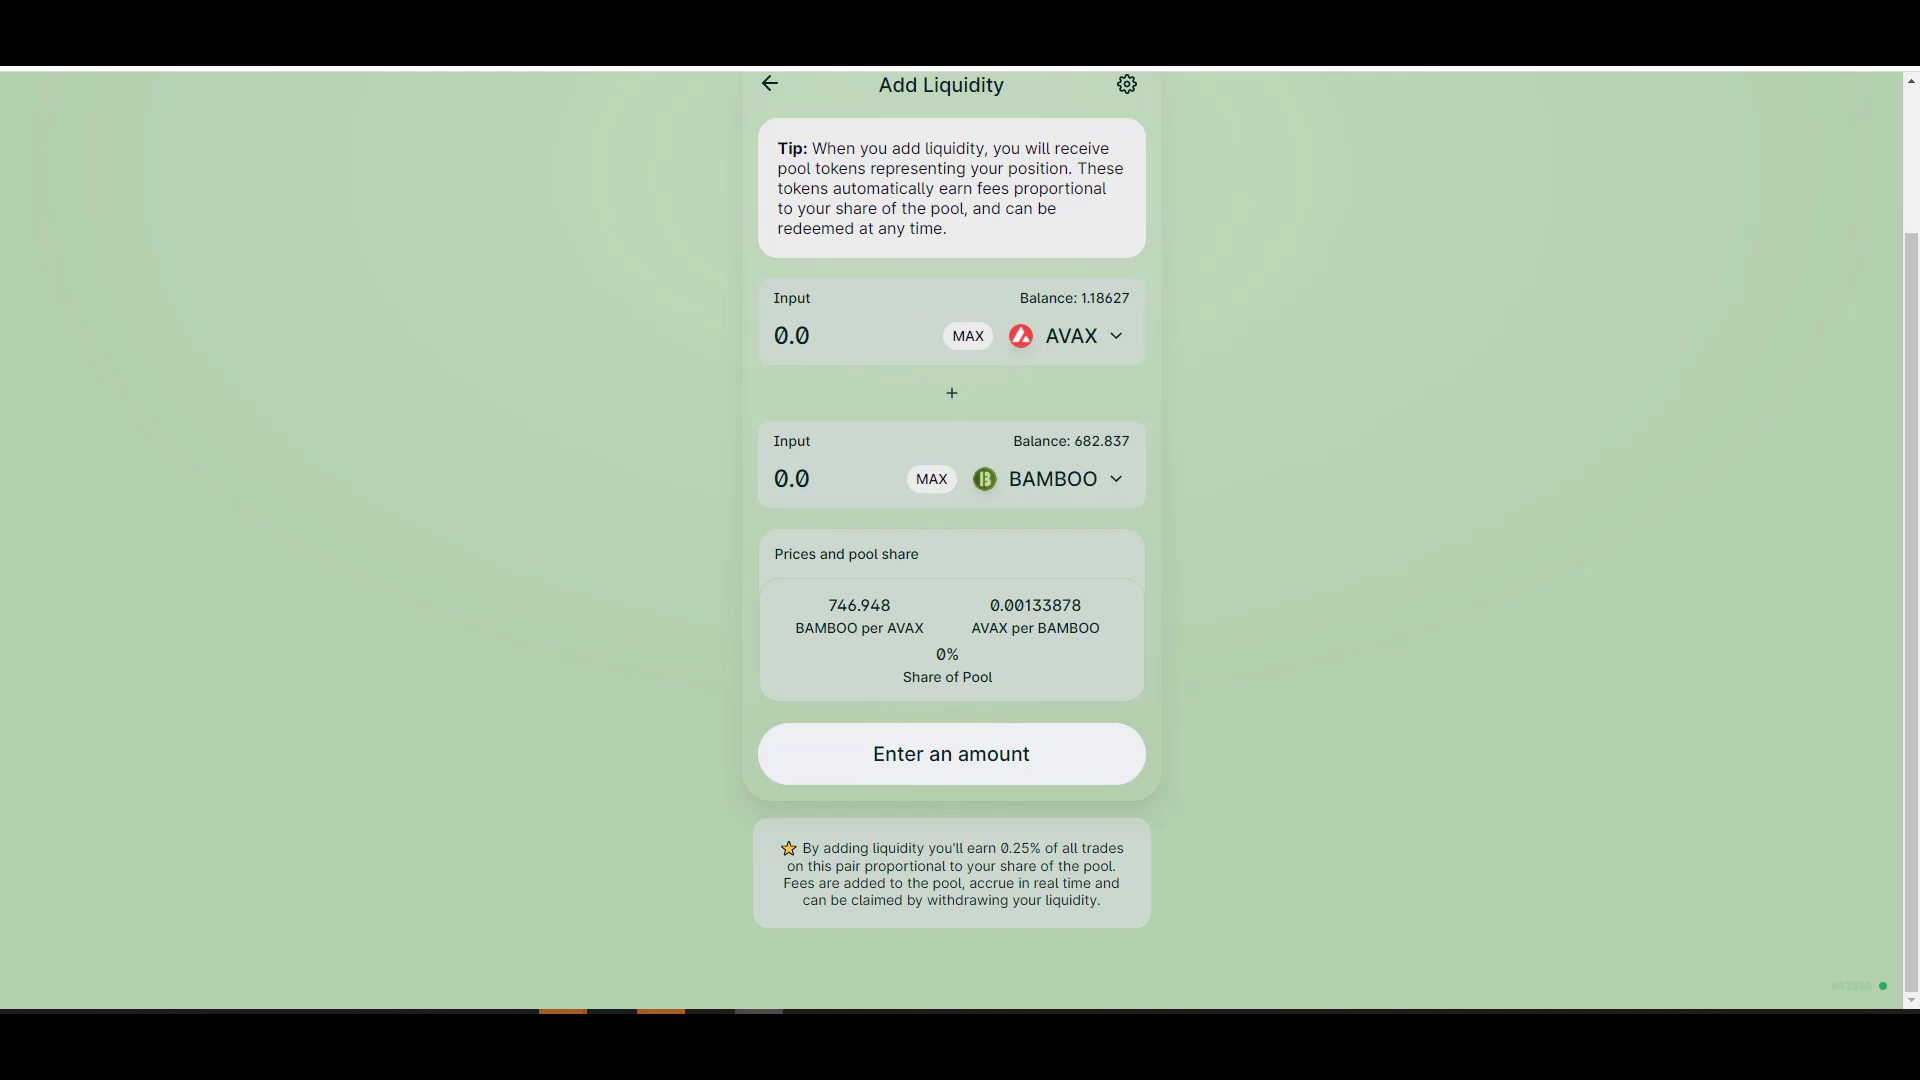 Add Liquidity
Tip: When you add liquidity, you will receive
pool tokens representing your position. These
tokens automatically earn fees proportional
to your share of the pool, and can be
redeemed at any time.
Input
Balance: 1.18627
0.0
MAX
AVAX
+
Input
Balance: 682.837
0.0
MAX
BAMBOO
Prices and pool share
746.948
0.00133878
BAMBOO per AVAX
AVAX per BAMBOO
0%
Share of Pool
Enter an amount
⭐ By adding liquidity you'll earn 0.25% of all trades
on this pair proportional to your share of the pool.
Fees are added to the pool, accrue in real time and
can be claimed by withdrawing your liquidity.